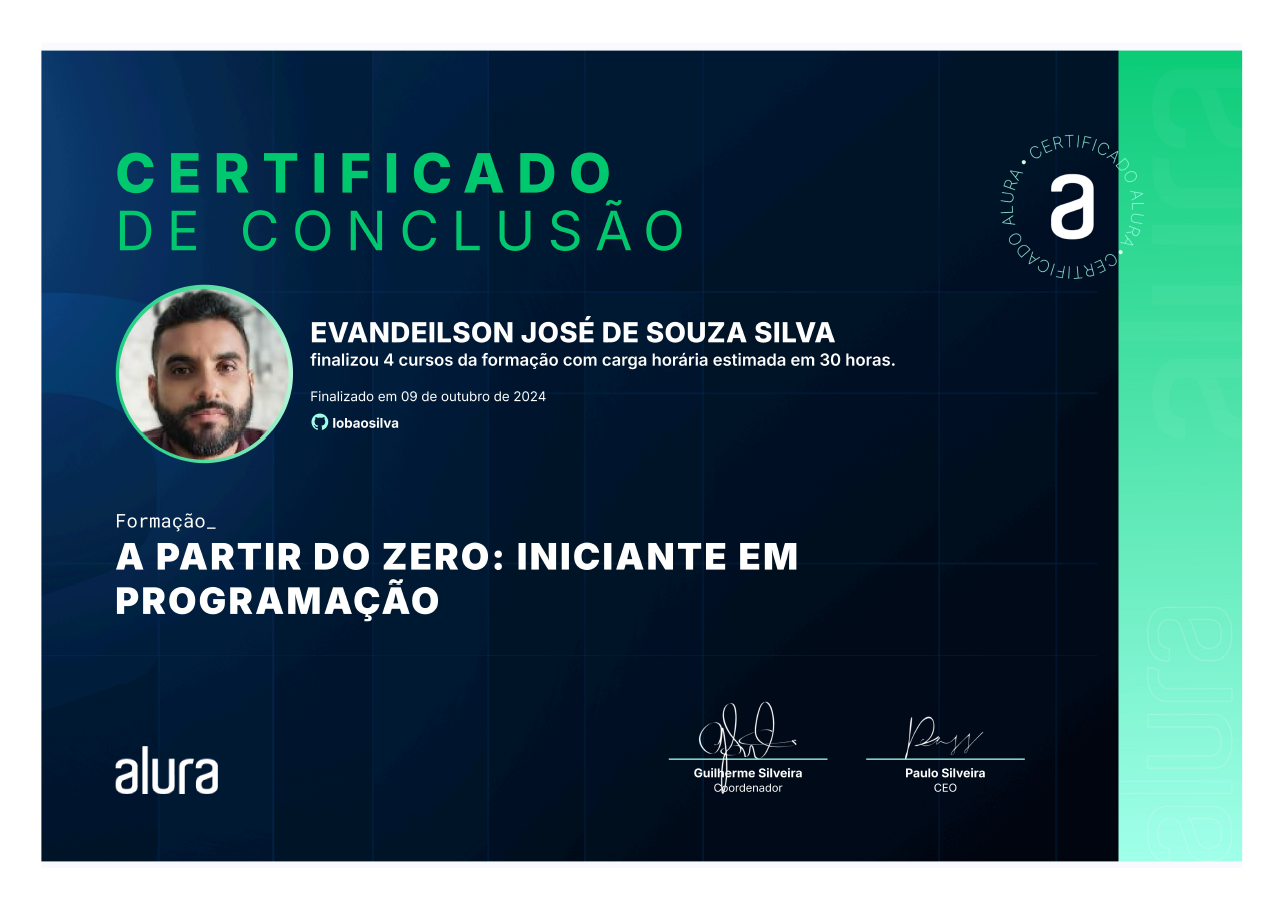 CERTIFICADO
DE CONCLUSÃO
• CERTIFICADO ALURA • CERTIFICADO ALURA
a
EVANDEILSON JOSÉ DE SOUZA SILVA
finalizou 4 cursos da formação com carga horária estimada em 30 horas.
Finalizado em 09 de outubro de 2024
lobaosilva
Formação_
A PARTIR DO ZERO: INICIANTE EM
PROGRAMAÇÃO
alura
Guilherme Silveira
Coordenador
Paulo Silveira
CEO
alura
alura